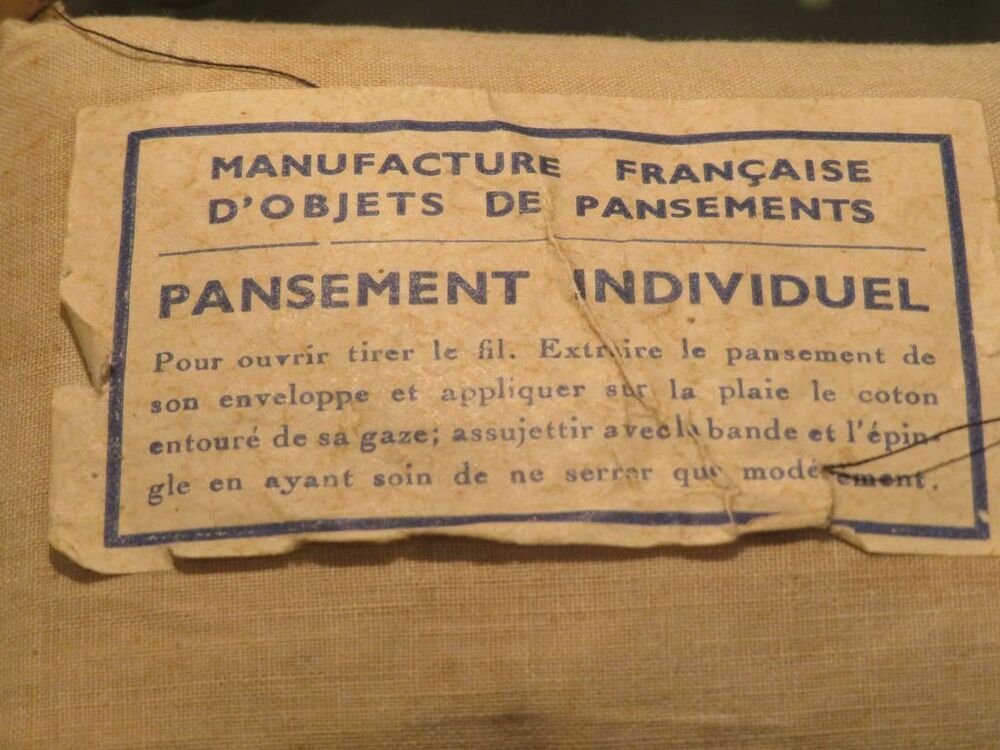 MANUFACTURE FRANÇAISE
D'OBJETS DE PANSEMENTS
PANSEMENT INDIVIDUEL
Pour ouvrir tirer le fil. Extraire le pansement de
son enveloppe et appliquer sur la plaie le coton
entouré de sa gaze; assujettir avec la bande et l'épin-
gle en ayant soin de ne serrer que modérément.